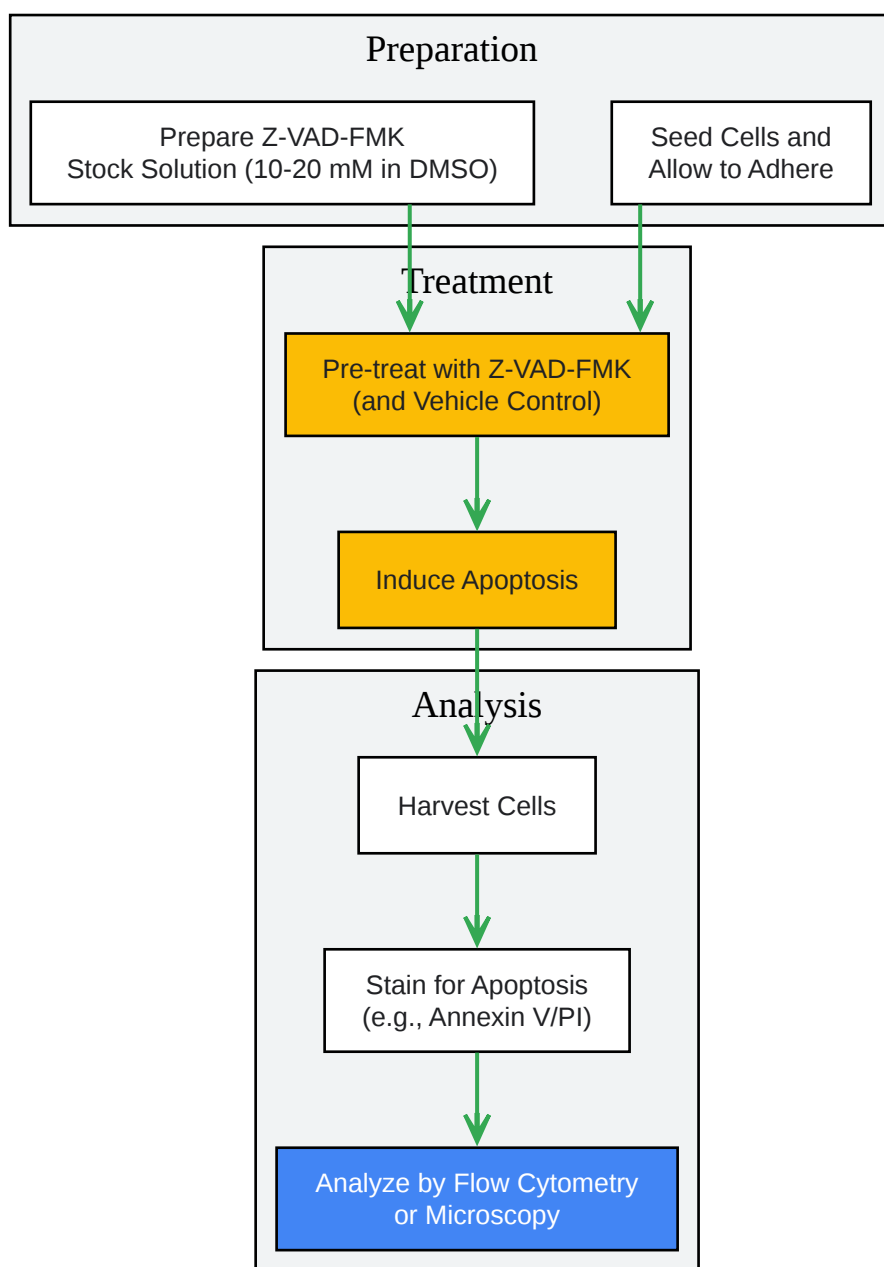 Preparation
Prepare Z-VAD-FMK
Stock Solution (10-20 mM in DMSO)
Seed Cells and
Allow to Adhere
Treatment
Pre-treat with Z-VAD-FMK
(and Vehicle Control)
Induce Apoptosis
Analysis
Harvest Cells
Stain for Apoptosis
(e.g., Annexin V/PI)
Analyze by Flow Cytometry
or Microscopy